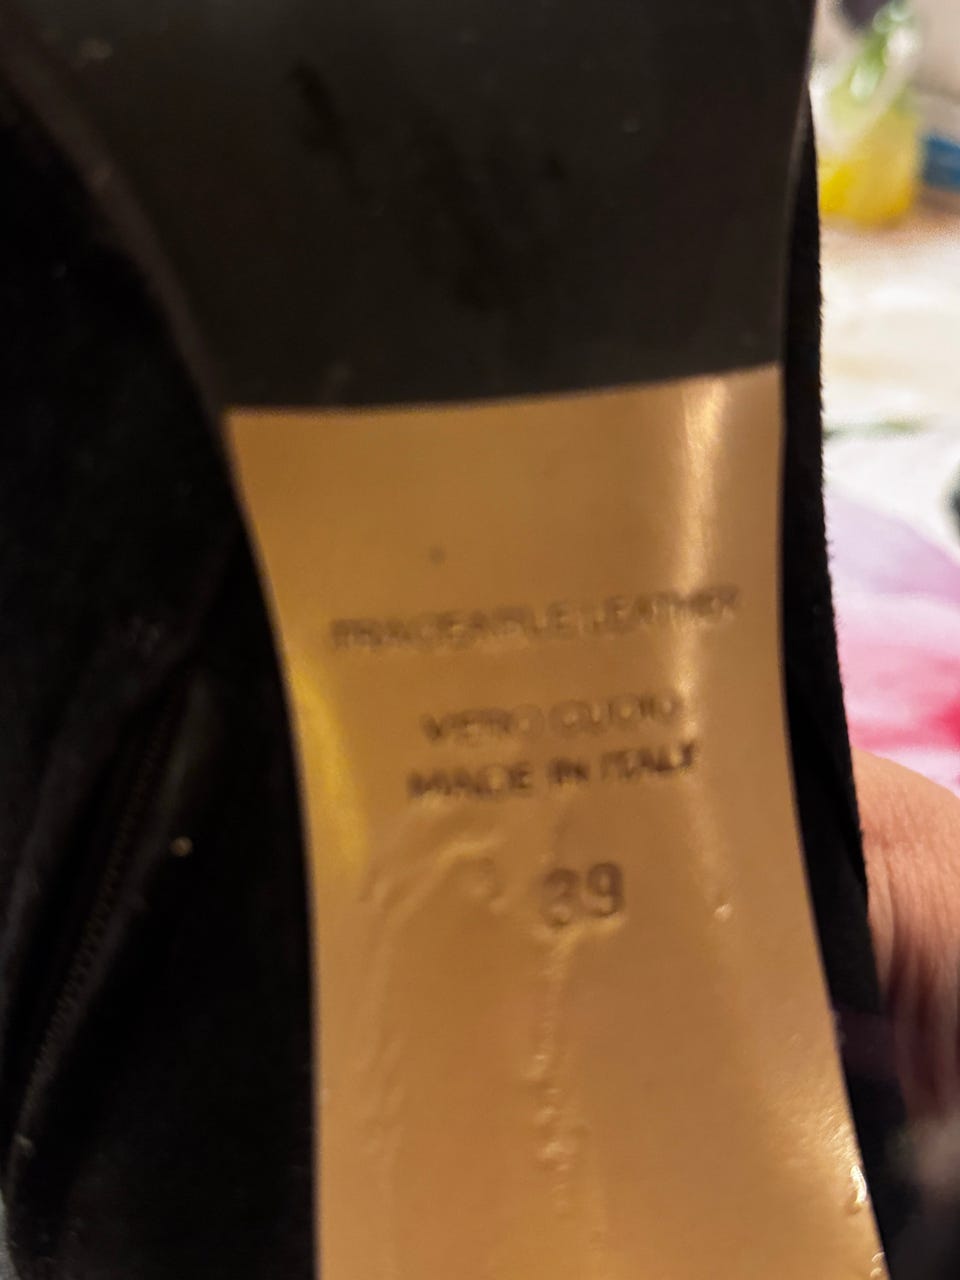 TRACEABLE LEATHER
VERO CUOIO
MADE IN ITALY
39